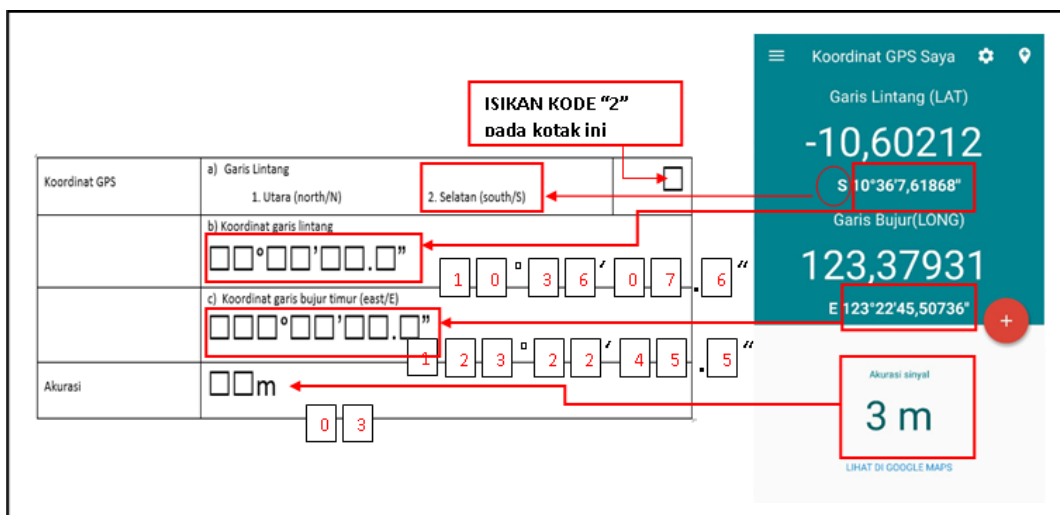 ISIKAN KODE “2”
pada kotak ini
Koordinat GPS
a) Garis Lintang
1. Utara (north/N)
2. Selatan (south/S)
□
b) Koordinat garis lintang
□□°□□’□□.□”
1 0 ° 3 6 ‘ 0 7 . 6 “
c) Koordinat garis bujur timur (east/E)
□□□°□□’□□.□”
1 2 3 ° 2 2 ‘ 4 5 . 5 “
Akurasi
□□m
0 3
Koordinat GPS Saya
Garis Lintang (LAT)
-10,60212
S 10°36'7,61868"
Garis Bujur(LONG)
123,37931
E 123°22'45,50736"
+
Akurasi sinyal
3 m
LIHAT DI GOOGLE MAPS